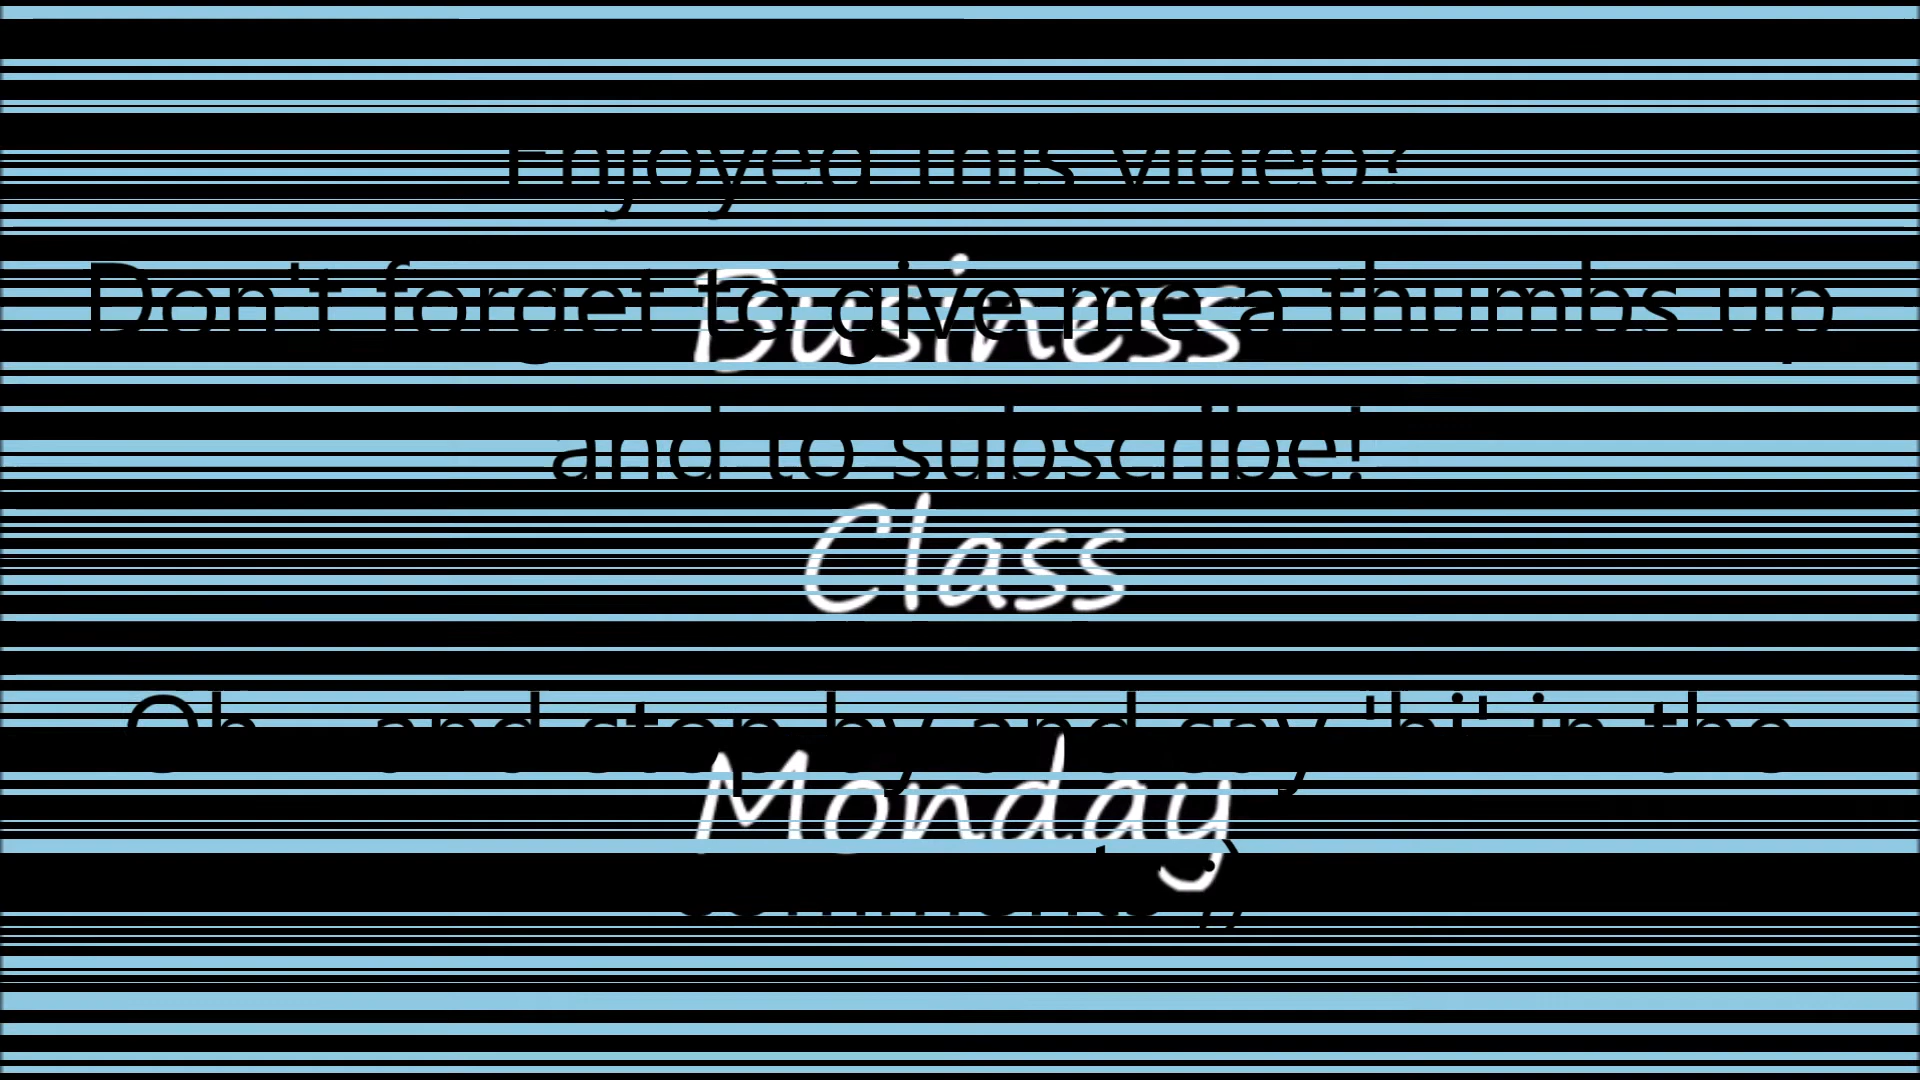 Enjoyed this video?
Don't forget to give me a thumbs up
and to subscribe!
Oh... and stop by and say 'hi' in the
comments ;)
Business
Class
Monday